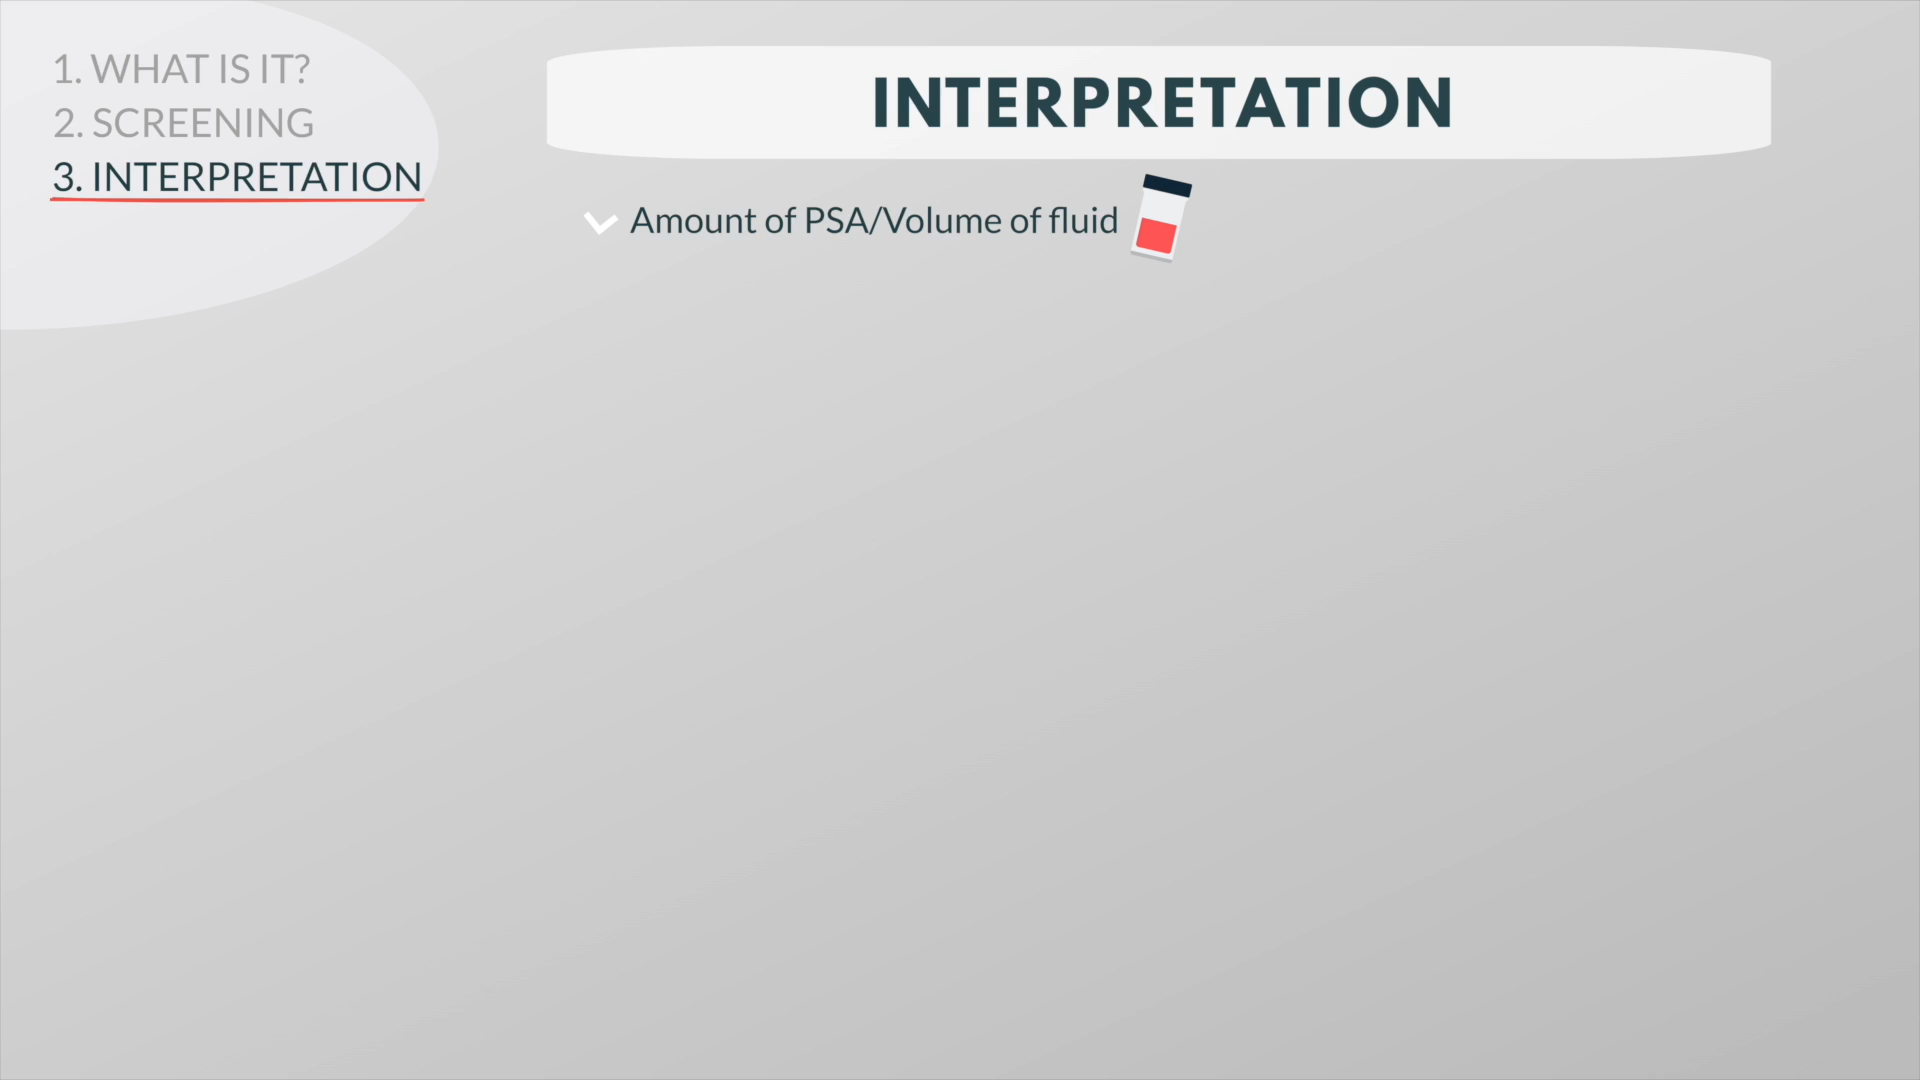 1. WHAT IS IT?
2. SCREENING
3. INTERPRETATION
INTERPRETATION
Amount of PSA/Volume of fluid